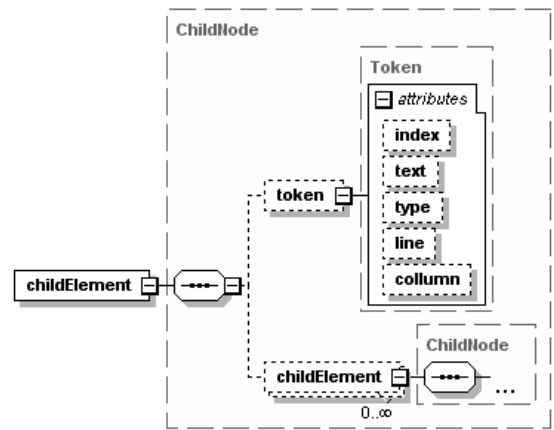 ChildNode
Token
attributes
index
text
type
line
collumn
token
childElement
ChildNode
childElement
...
0..∞